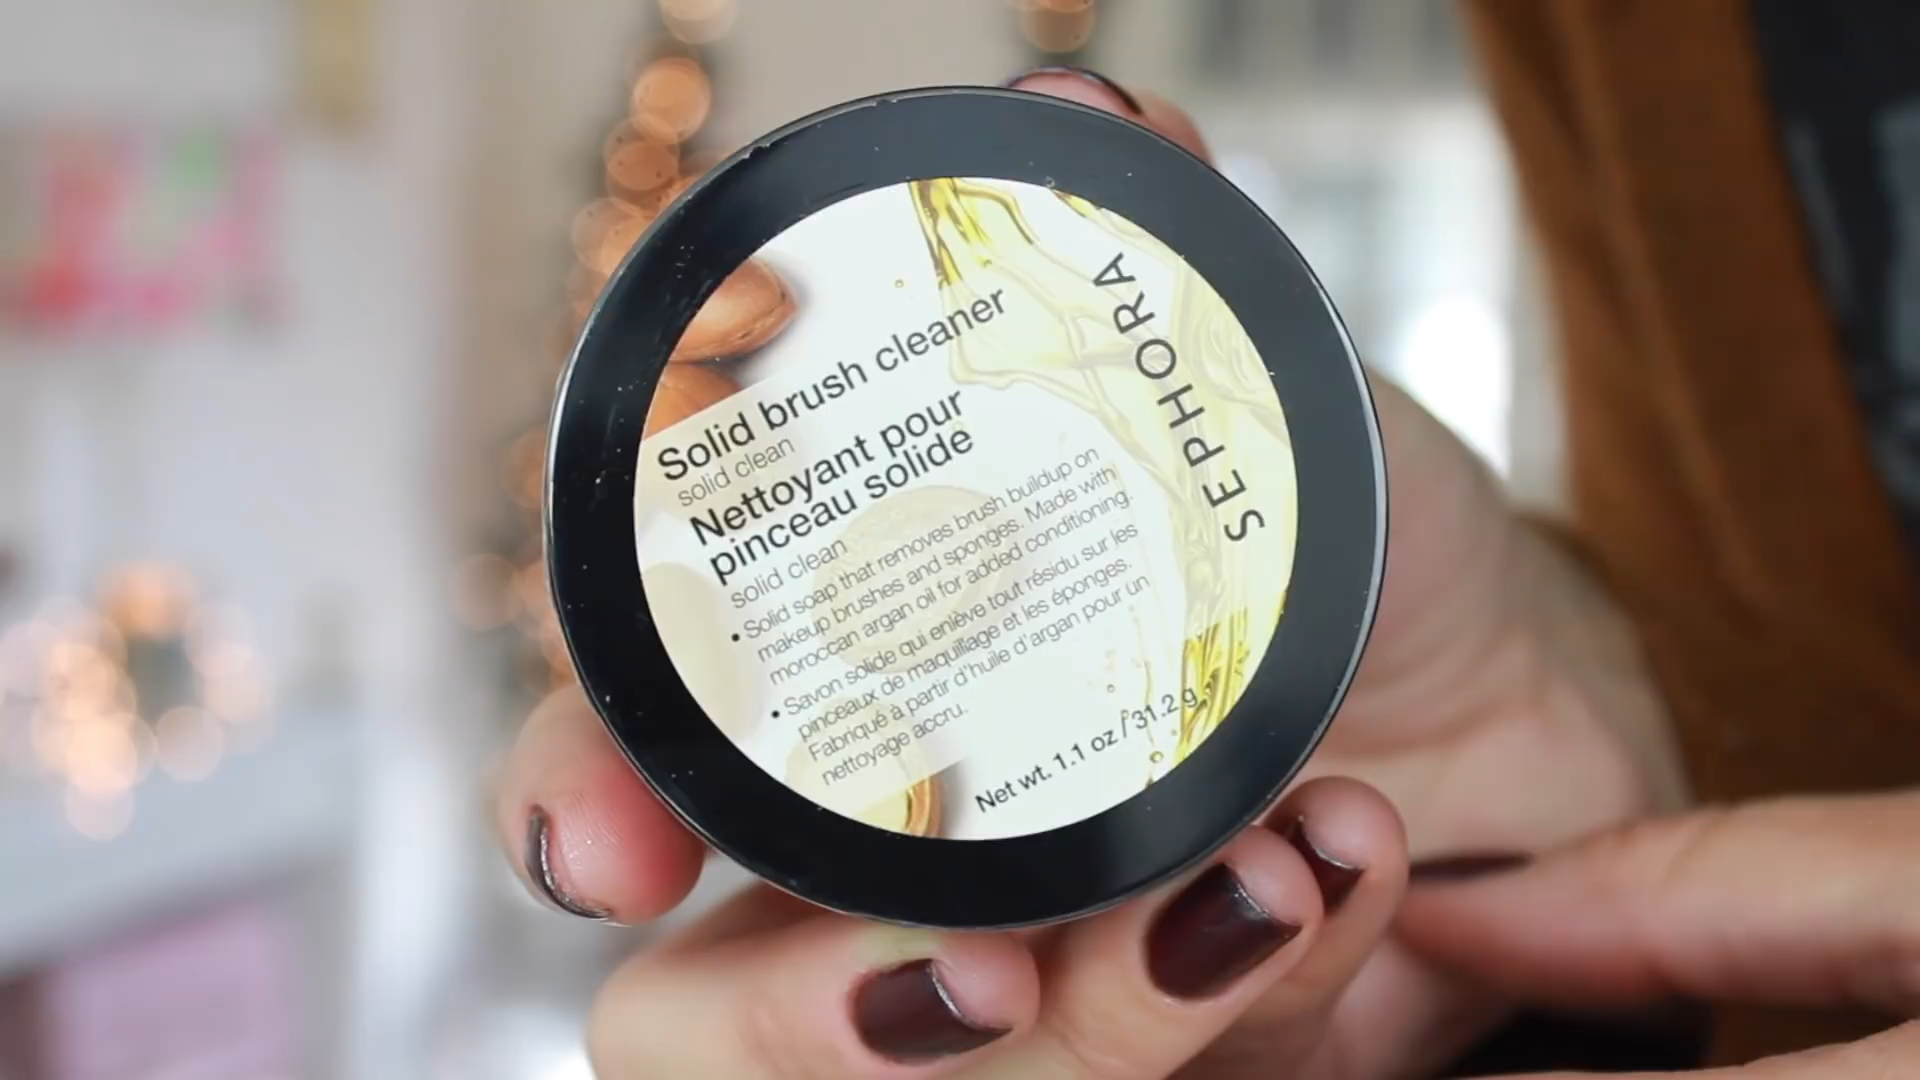 Solid brush cleaner
solid clean
Nettoyant pour
pinceau solide
solid clean
• Solid soap that removes brush buildup on
makeup brushes and sponges. Made with
moroccan argan oil for added conditioning.
• Savon solide qui enlève tout résidu sur les
pinceaux de maquillage et les éponges.
Fabriqué à partir d'huile d'argan pour un
nettoyage accru.
Net wt. 1.1 oz / 31.2 g
SEPHORA